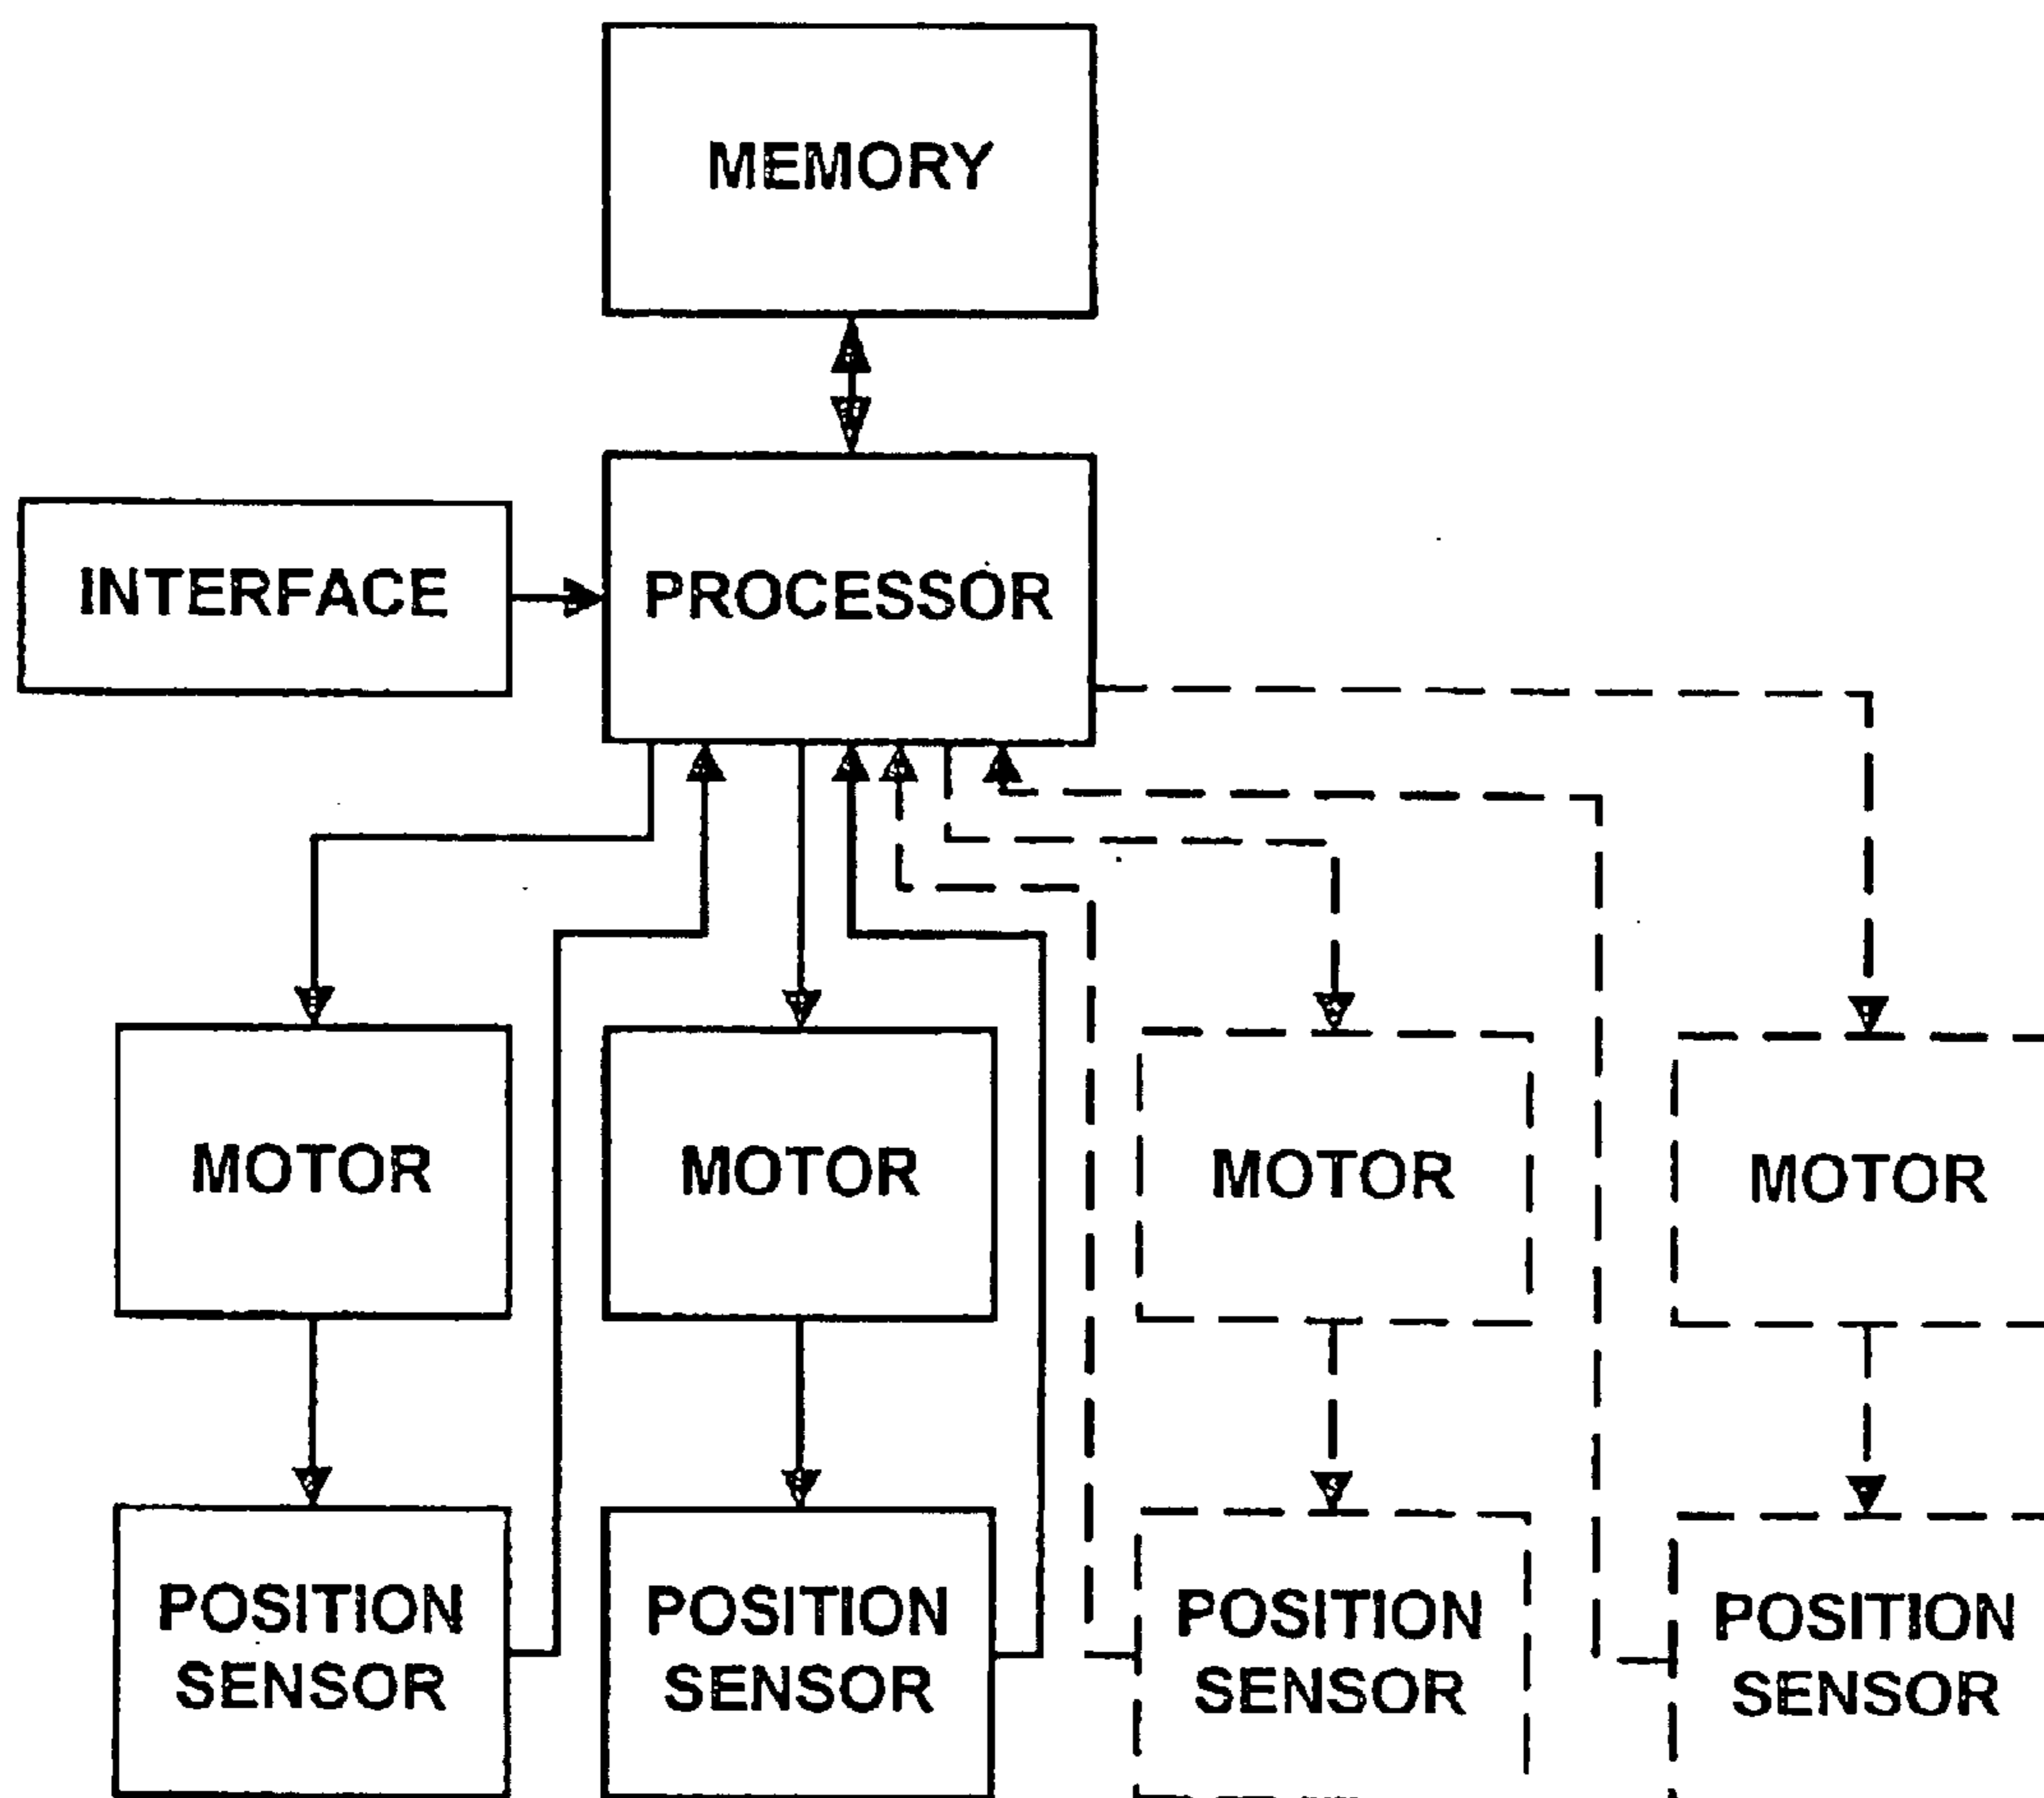 MEMORY
INTERFACE
PROCESSOR
MOTOR
MOTOR
MOTOR
MOTOR
POSITION
SENSOR
POSITION
SENSOR
POSITION
SENSOR
POSITION
SENSOR